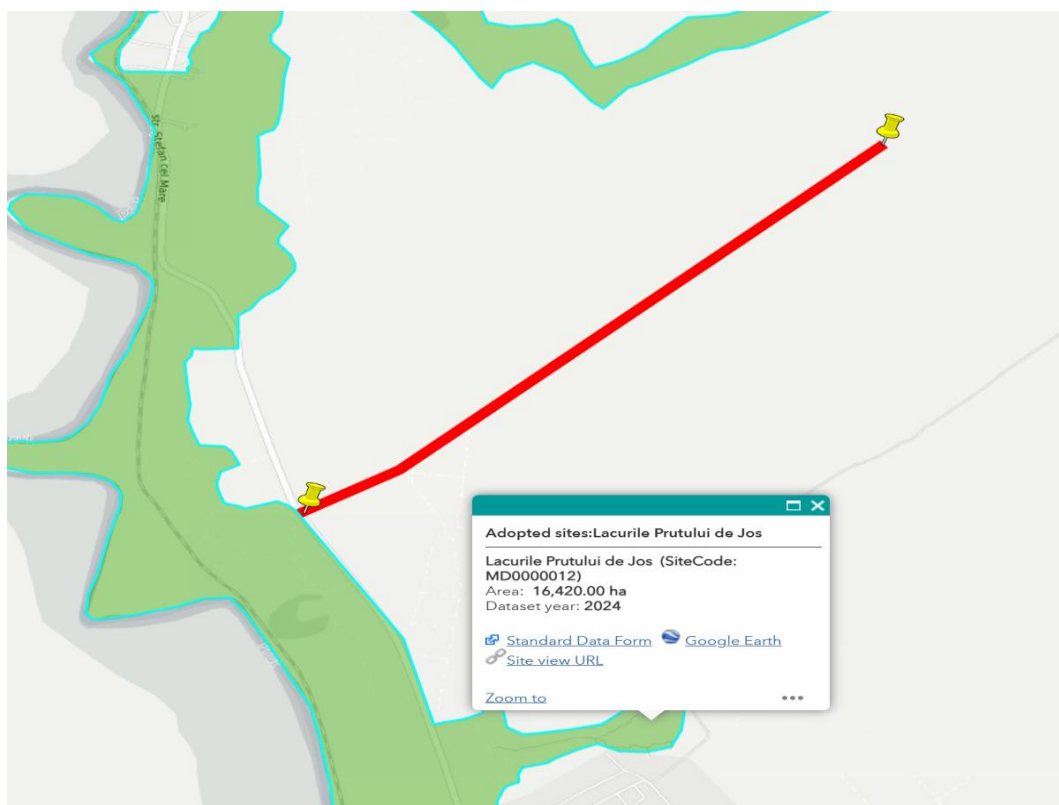 str. Stefan cel Mare
Adopted sites:Lacurile Prutului de Jos
Lacurile Prutului de Jos (SiteCode:
MD0000012)
Area: 16,420.00 ha
Dataset year: 2024
Standard Data Form Google Earth
Site view URL
Zoom to